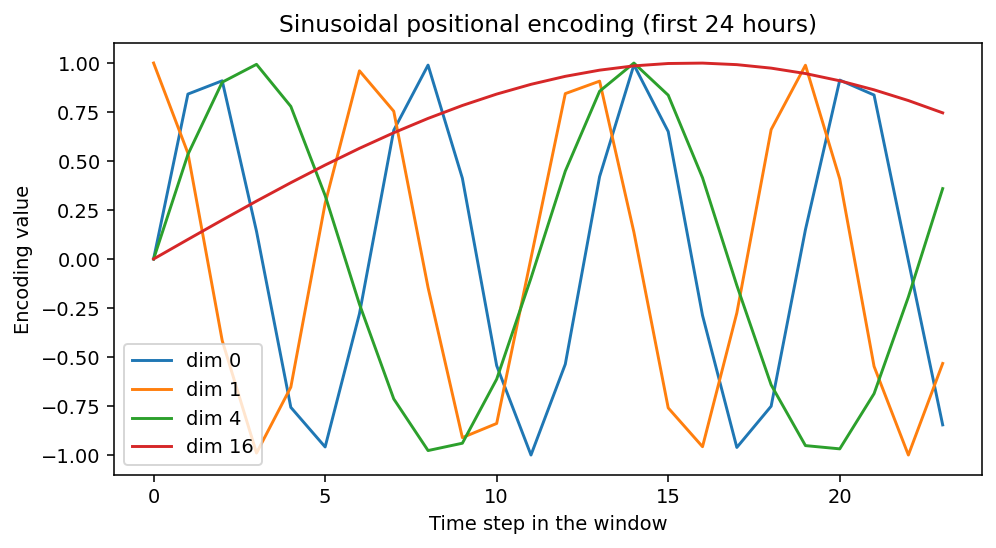 Sinusoidal positional encoding (first 24 hours)
Encoding value
1.00
0.75
0.50
0.25
0.00
−0.25
−0.50
−0.75
−1.00
dim 0
dim 1
dim 4
dim 16
0 5 10 15 20
Time step in the window